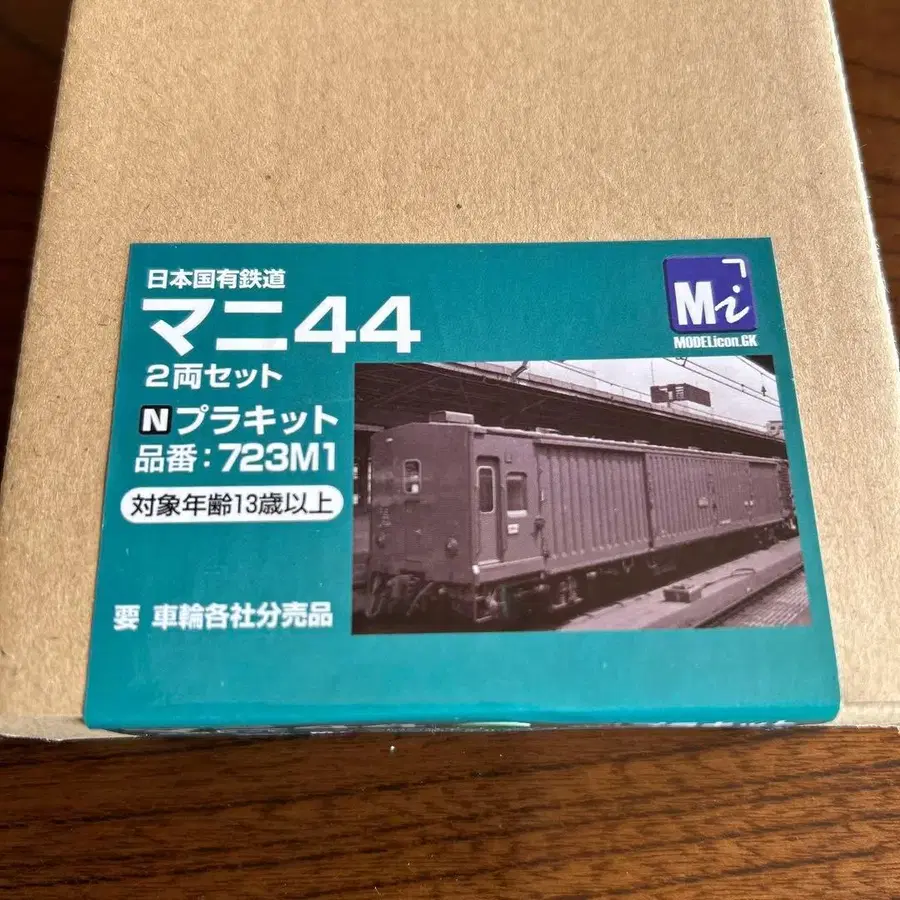 日本国有鉄道
マニ44
2両セット
N プラキット
品番:723M1
対象年齢13歳以上
要 車輪各社分売品
Mi
MODELicon.GK